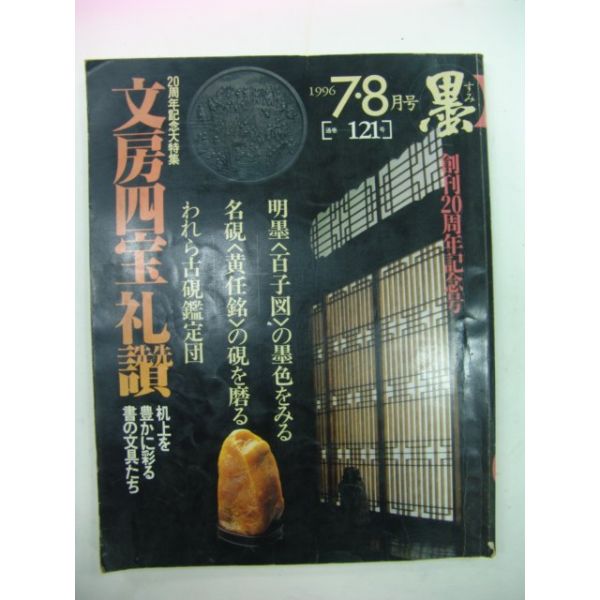 墨
すみ
1996 7・8月号
[通巻 121号]
創刊20周年記念号
20周年記念大特集
文房四宝礼讃
机上を
豊かに彩る
書の文具たち
明墨〈百子図〉の墨色をみる
名硯〈黄任銘〉の硯を磨る
われら古硯鑑定団